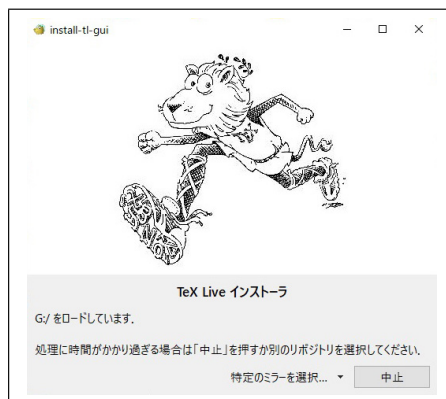 install-tl-gui
TeX Live インストーラ
G:/ をロードしています.
処理に時間がかかり過ぎる場合は「中止」を押すか別のリポジトリを選択してください.
特定のミラーを選択...
中止